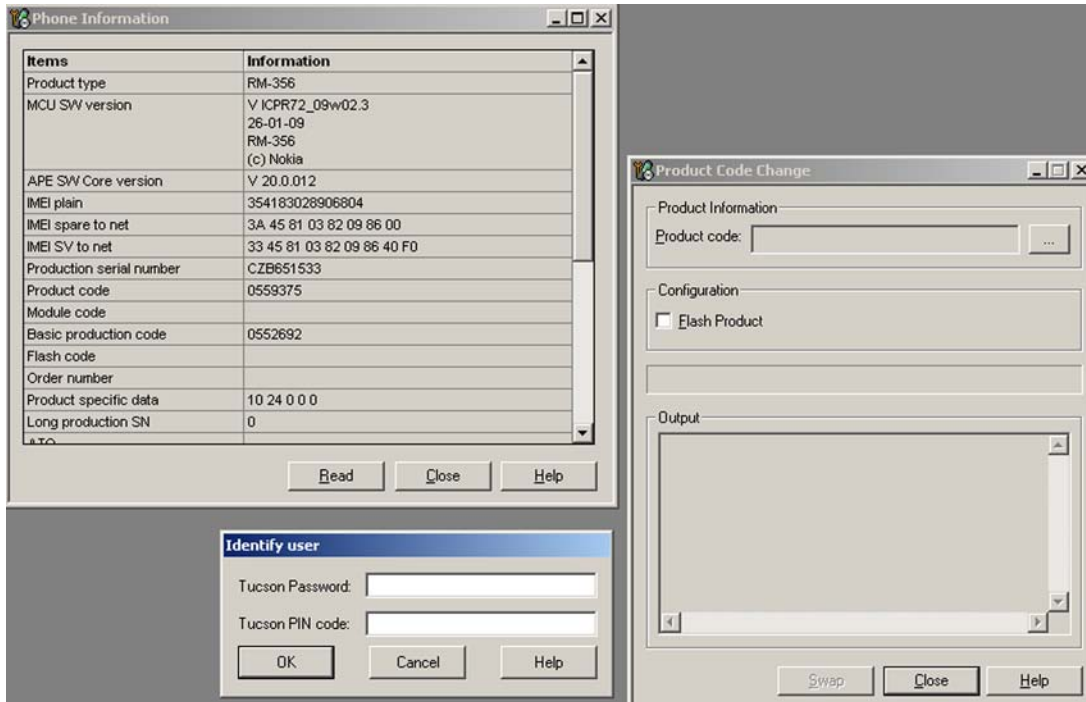 Phone Information
Items Information
Product type RM-356
MCU SW version V ICPR72_09w02.3
26-01-09
RM-356
(c) Nokia
APE SW Core version V 20.0.012
IMEI plain 354183028906804
IMEI spare to net 3A 45 81 03 82 09 86 00
IMEI SV to net 33 45 81 03 82 09 86 40 F0
Production serial number CZB651533
Product code 0559375
Module code
Basic production code 0552692
Flash code
Order number
Product specific data 10 24 0 0 0
Long production SN 0
ATO
Read Close Help
Identify user
Tucson Password:
Tucson PIN code:
OK Cancel Help
Product Code Change
Product Information
Product code: ...
Configuration
Flash Product
Output
Swap Close Help